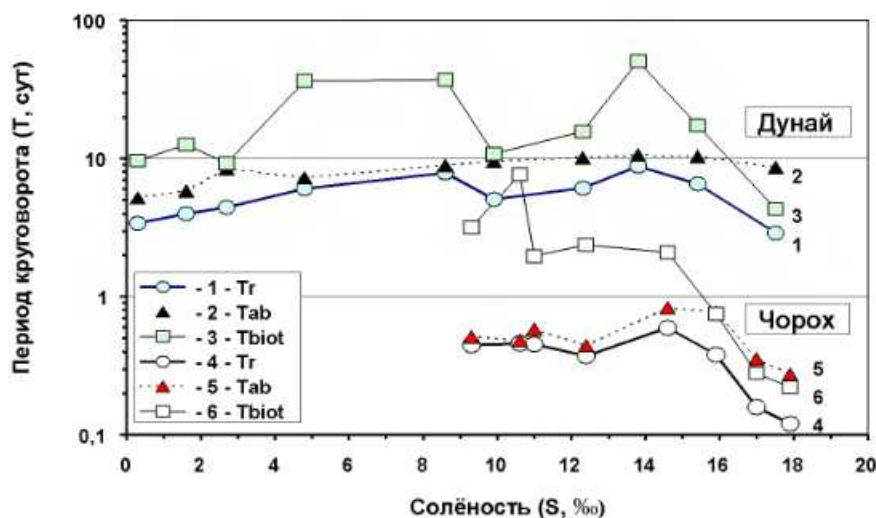 Период круговорота (T, сут)
100
10
1
0,1
Дунай
2
3
1
- 1 - Tr
- 2 - Tab
- 3 - Tbiot
- 4 - Tr
- 5 - Tab
- 6 - Tbiot
Чорох
5
6
4
0 2 4 6 8 10 12 14 16 18 20
Солёность (S, ‰)